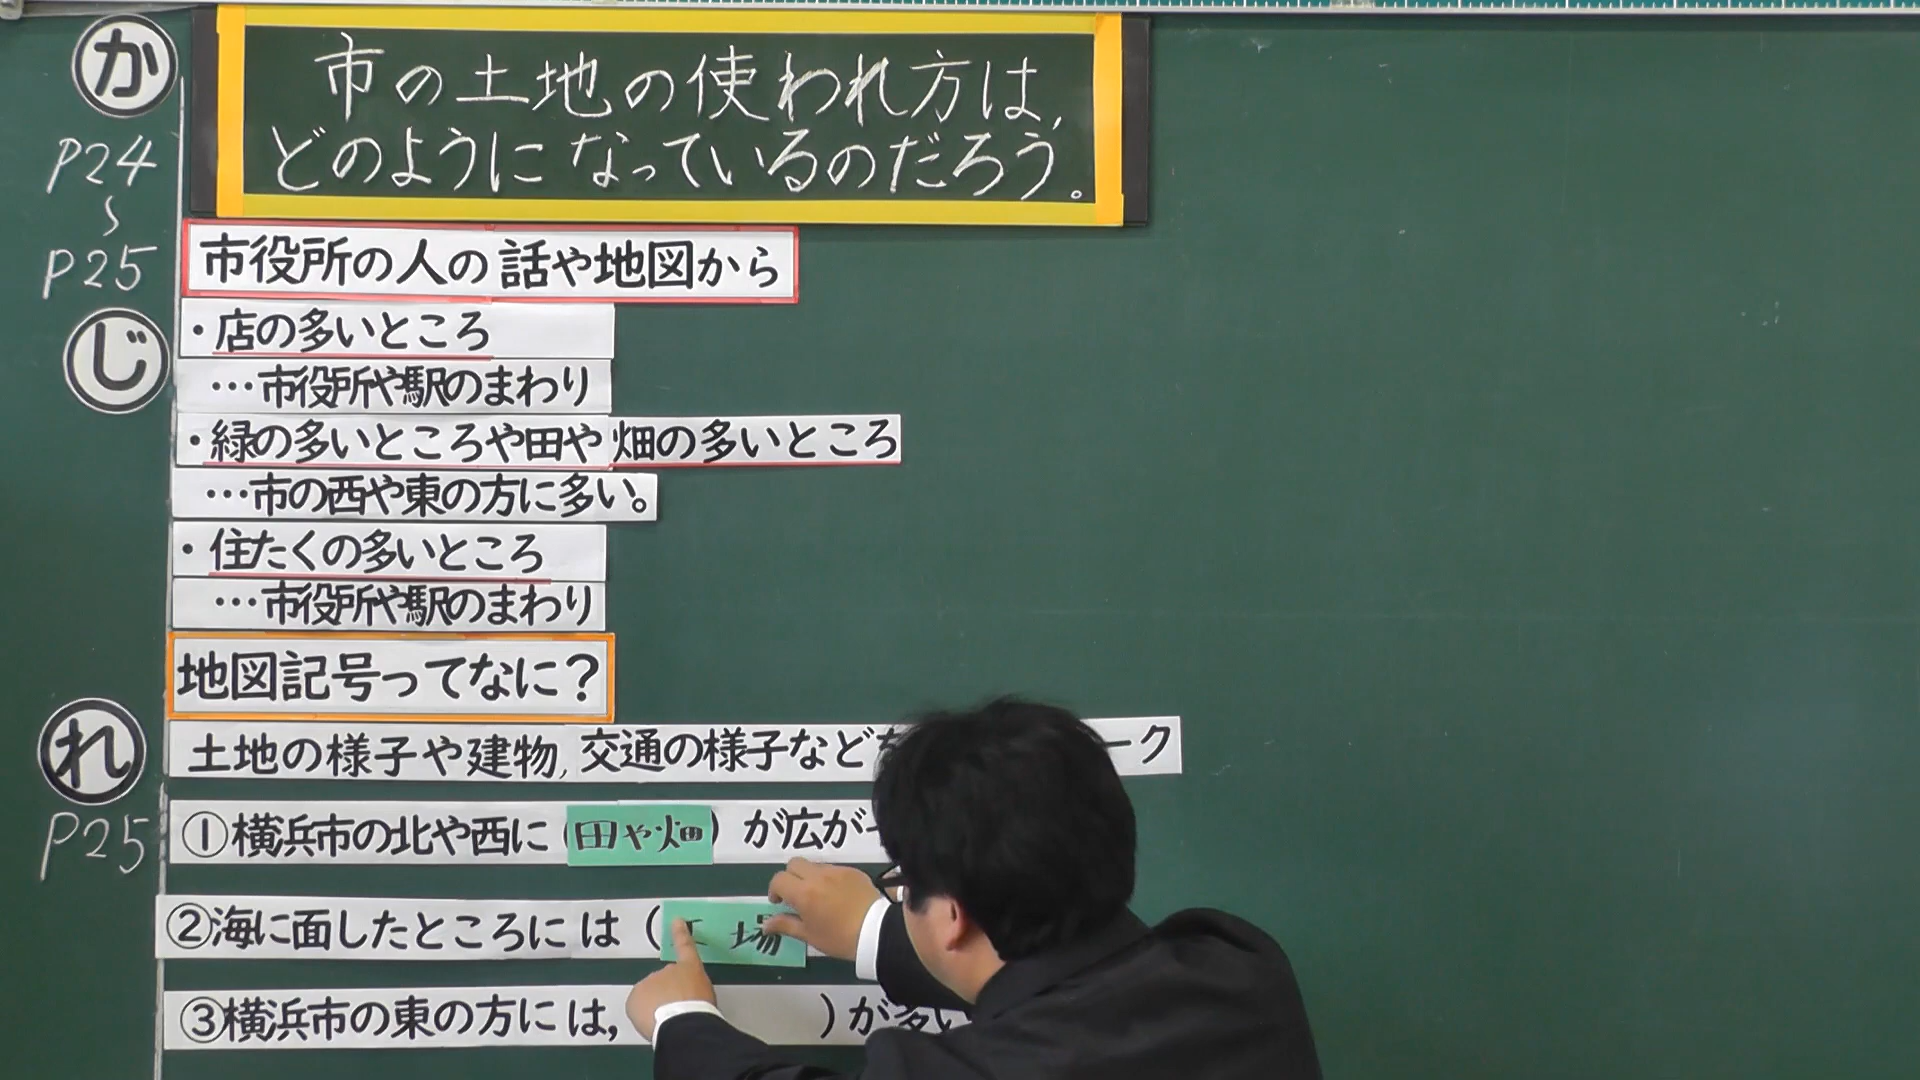 か
市の土地の使われ方は,
どのようになっているのだろう。
P24
〜
P25
市役所の人の話や地図から
じ
・店の多いところ
…市役所や駅のまわり
・緑の多いところや田や畑の多いところ
…市の西や東の方に多い。
・住たくの多いところ
…市役所や駅のまわり
地図記号ってなに？
れ
土地の様子や建物,交通の様子など ーク
P25
①横浜市の北や西に(田や畑)が広が
②海に面したところには(工場
③横浜市の東の方には, )が多い